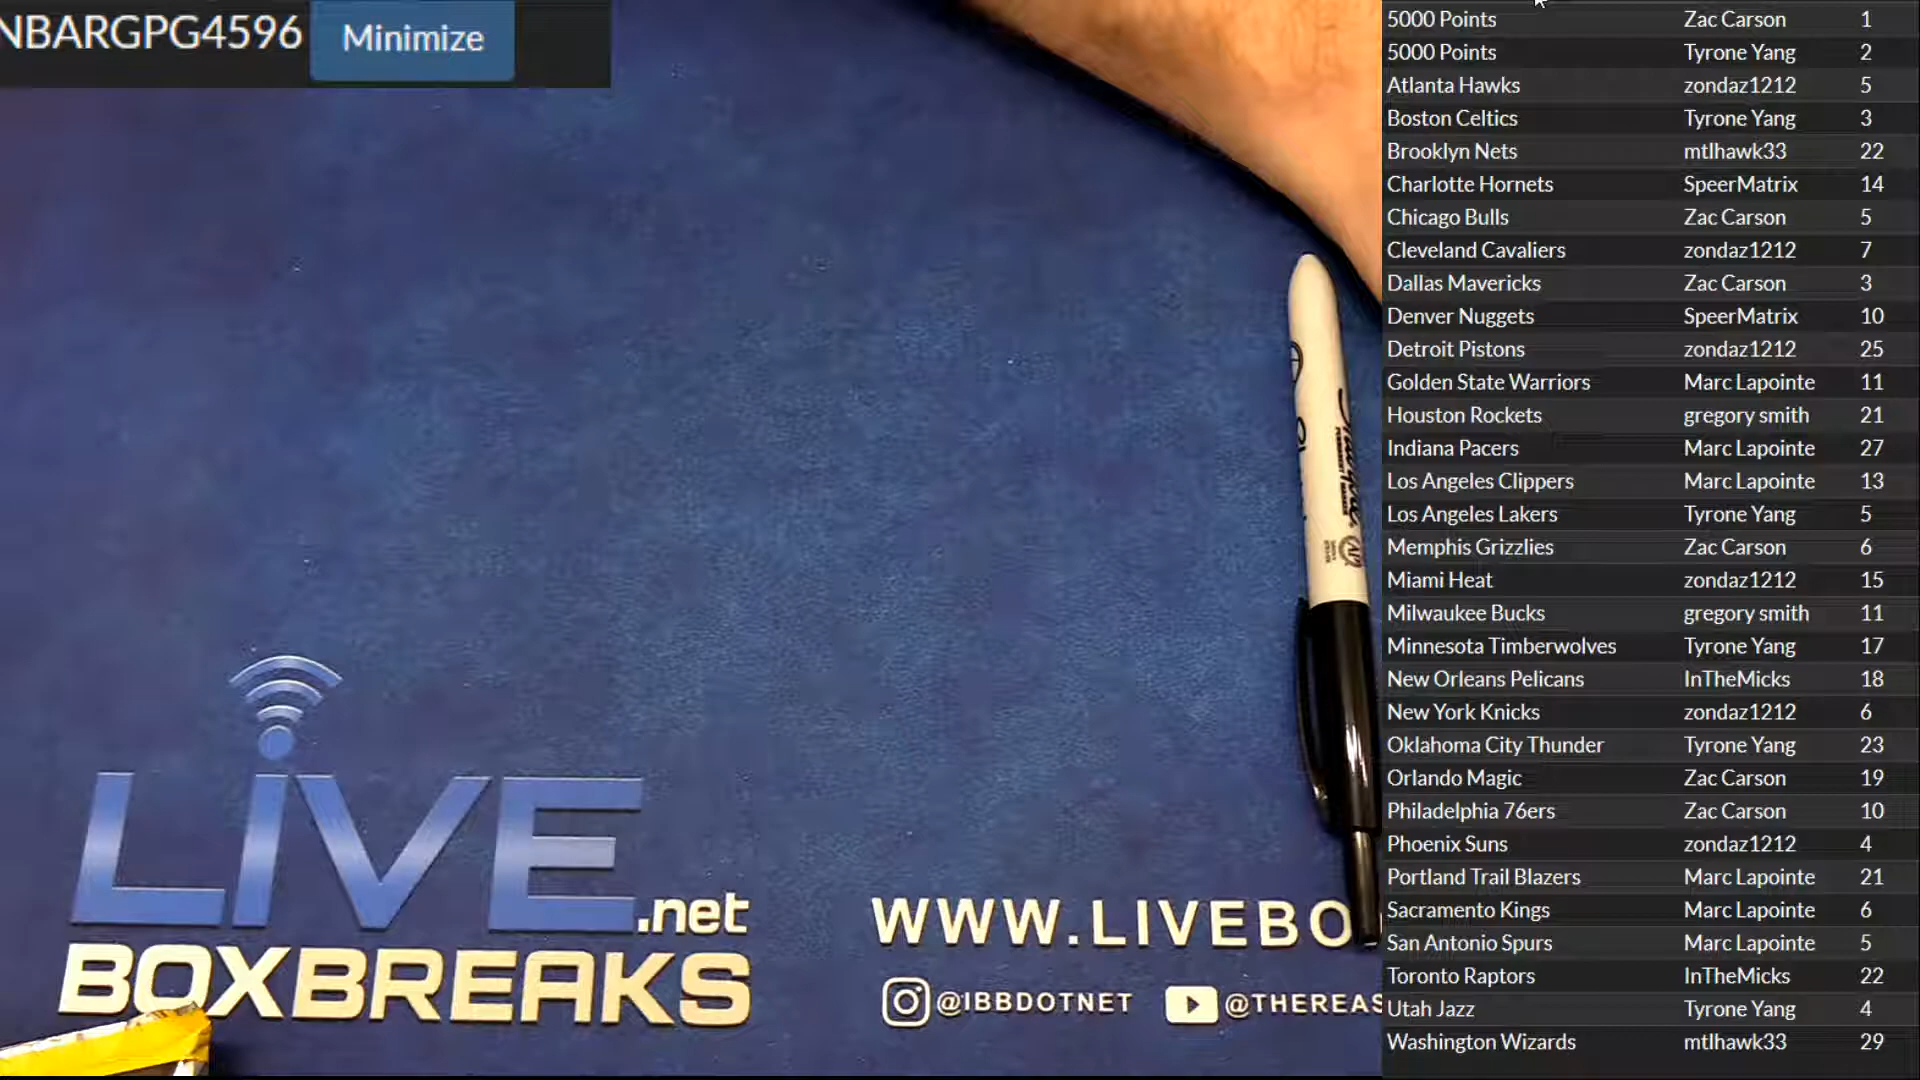 NBARGPG4596 Minimize
5000 Points Zac Carson 1
5000 Points Tyrone Yang 2
Atlanta Hawks zondaz1212 5
Boston Celtics Tyrone Yang 3
Brooklyn Nets mtlhawk33 22
Charlotte Hornets SpeerMatrix 14
Chicago Bulls Zac Carson 5
Cleveland Cavaliers zondaz1212 7
Dallas Mavericks Zac Carson 3
Denver Nuggets SpeerMatrix 10
Detroit Pistons zondaz1212 25
Golden State Warriors Marc Lapointe 11
Houston Rockets gregory smith 21
Indiana Pacers Marc Lapointe 27
Los Angeles Clippers Marc Lapointe 13
Los Angeles Lakers Tyrone Yang 5
Memphis Grizzlies Zac Carson 6
Miami Heat zondaz1212 15
Milwaukee Bucks gregory smith 11
Minnesota Timberwolves Tyrone Yang 17
New Orleans Pelicans InTheMicks 18
New York Knicks zondaz1212 6
Oklahoma City Thunder Tyrone Yang 23
Orlando Magic Zac Carson 19
Philadelphia 76ers Zac Carson 10
Phoenix Suns zondaz1212 4
Portland Trail Blazers Marc Lapointe 21
Sacramento Kings Marc Lapointe 6
San Antonio Spurs Marc Lapointe 5
Toronto Raptors InTheMicks 22
Utah Jazz Tyrone Yang 4
Washington Wizards mtlhawk33 29
LIVE.net
BOXBREAKS
WWW.LIVEBO
@IBBDOTNET @THEREAS